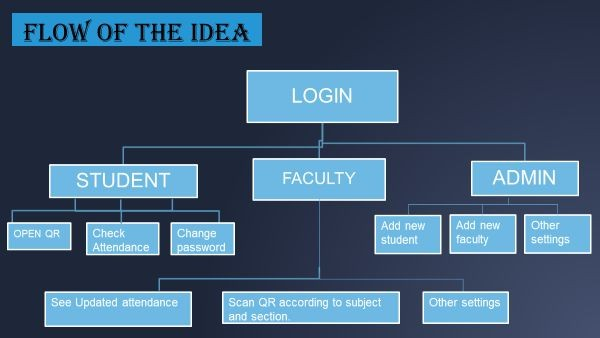 FLOW OF THE IDEA
LOGIN
STUDENT
FACULTY
ADMIN
OPEN QR
Check
Attendance
Change
password
Add new
student
Add new
faculty
Other
settings
See Updated attendance
Scan QR according to subject
and section.
Other settings